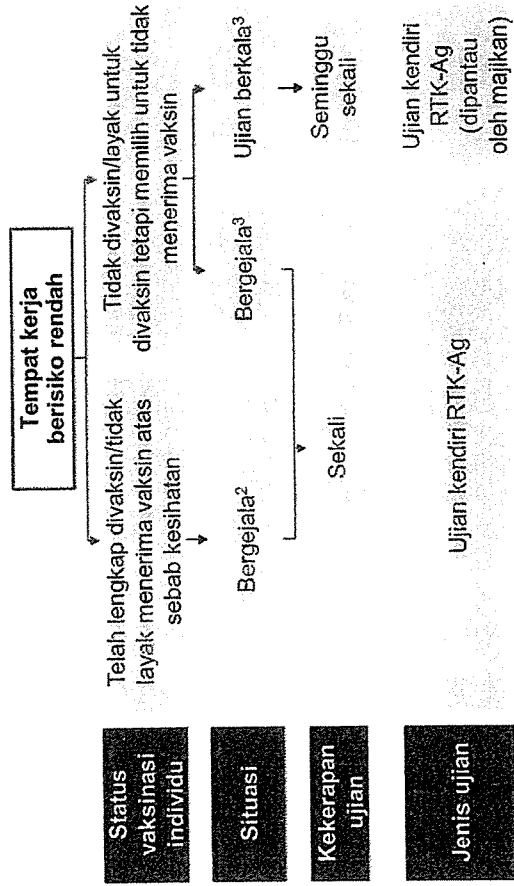 Tempat kerja
berisiko rendah
Status
vaksinasi
individu
Telah lengkap divaksin/tidak
layak menerima vaksin atas
sebab kesihatan
Tidak divaksin/layak untuk
divaksin tetapi memilih untuk tidak
menerima vaksin
Situasi
Bergejala²
Bergejala³
Ujian berkala³
Kekerapan
ujian
Sekali
Seminggu
sekali
Jenis ujian
Ujian kendiri RTK-Ag
Ujian kendiri
RTK-Ag
(dipantau
oleh majikan)